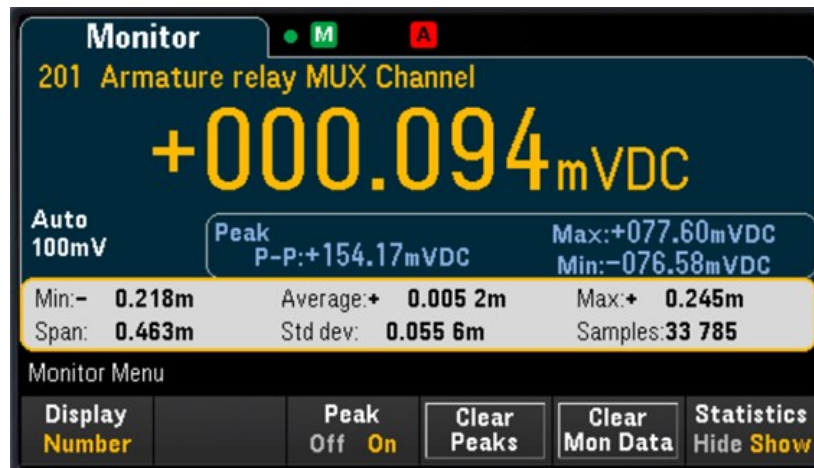 Monitor M A
201 Armature relay MUX Channel
+000.094 mVDC
Auto
100mV
Peak
P-P:+154.17mVDC
Max:+077.60mVDC
Min:-076.58mVDC
Min:- 0.218m Average:+ 0.005 2m Max:+ 0.245m
Span: 0.463m Std dev: 0.055 6m Samples:33 785
Monitor Menu
Display
Number
Peak
Off On
Clear
Peaks
Clear
Mon Data
Statistics
Hide Show